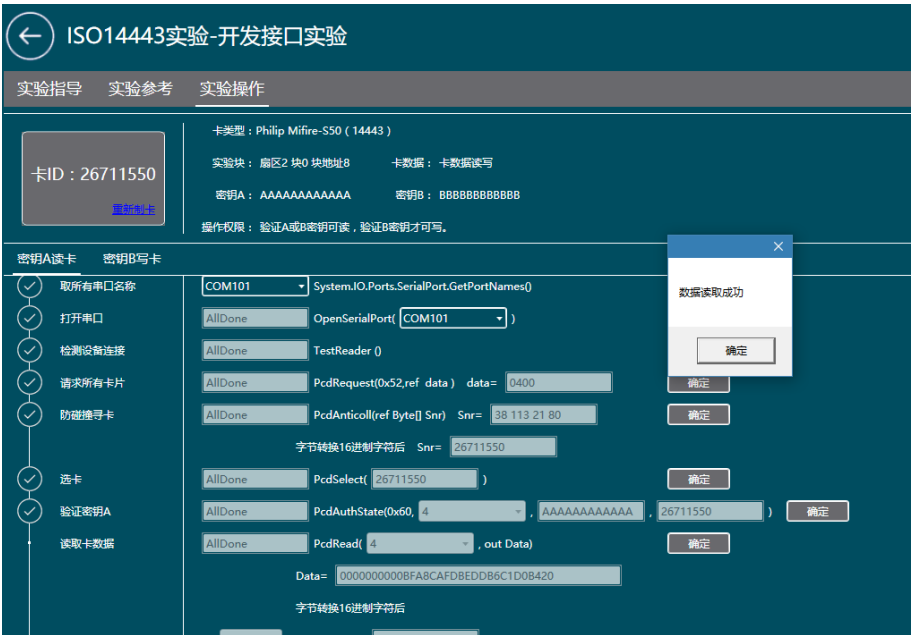 ISO14443实验-开发接口实验
实验指导 实验参考 实验操作
卡类型：Philip Mifire-S50（14443）
实验块： 扇区2 块0 块地址8 卡数据： 卡数据读写
卡ID：26711550
密钥A： AAAAAAAAAAAA 密钥B： BBBBBBBBBBBB
重新制卡
操作权限： 验证A或B密钥可读，验证B密钥才可写。
密钥A读卡 密钥B写卡
数据读取成功
确定
取所有串口名称 COM101 System.IO.Ports.SerialPort.GetPortNames()
打开串口 AllDone OpenSerialPort( COM101 )
检测设备连接 AllDone TestReader ()
请求所有卡片 AllDone PcdRequest(0x52,ref data ) data= 0400 确定
防碰撞寻卡 AllDone PcdAnticoll(ref Byte[] Snr) Snr= 38 113 21 80 确定
字节转换16进制字符后 Snr= 26711550
选卡 AllDone PcdSelect( 26711550 ) 确定
验证密钥A AllDone PcdAuthState(0x60, 4 , AAAAAAAAAAAA , 26711550 ) 确定
读取卡数据 AllDone PcdRead( 4 , out Data) 确定
Data= 0000000000BFA8CAFDBEDDB6C1D0B420
字节转换16进制字符后